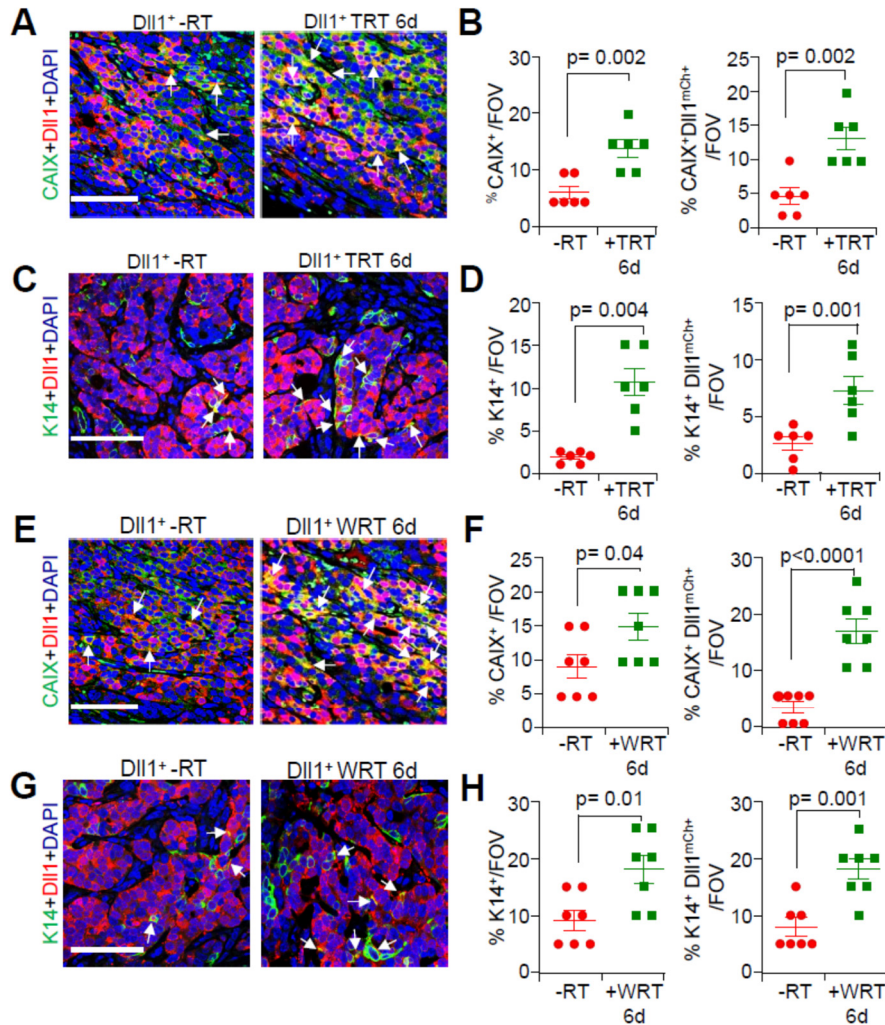 A
Dll1+ -RT
Dll1+ TRT 6d
CAIX+Dll1+DAPI
B
p= 0.002
%CAIX+/FOV
30
20
10
0
-RT
+TRT
6d
p= 0.002
% CAIX+Dll1mCh+
/FOV
25
20
15
10
5
0
-RT
+TRT
6d
C
Dll1+ -RT
Dll1+ TRT 6d
K14+Dll1+DAPI
D
p= 0.004
% K14+/FOV
20
15
10
5
0
-RT
+TRT
6d
p= 0.001
% K14+ Dll1mCh+
/FOV
15
10
5
0
-RT
+TRT
6d
E
Dll1+ -RT
Dll1+ WRT 6d
CAIX+Dll1+DAPI
F
p= 0.04
% CAIX+/FOV
25
20
15
10
5
0
-RT
+WRT
6d
p<0.0001
% CAIX+ Dll1mCh+
/FOV
30
20
10
0
-RT
+WRT
6d
G
Dll1+ -RT
Dll1+ WRT 6d
K14+Dll1+DAPI
H
p= 0.01
% K14+/FOV
30
20
10
0
-RT
+WRT
6d
p= 0.001
% K14+ Dll1mCh+
/FOV
30
20
10
0
-RT
+WRT
6d